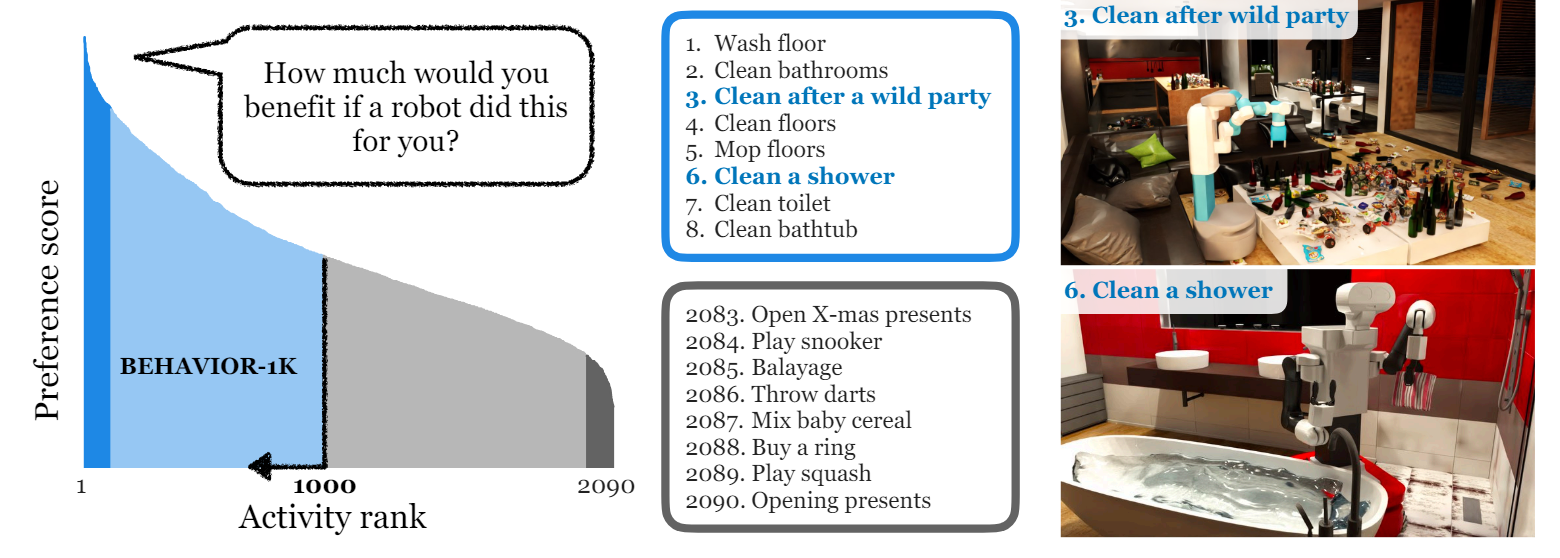 How much would you
benefit if a robot did this
for you?
Preference score
BEHAVIOR-1K
1
1000
2090
Activity rank
1. Wash floor
2. Clean bathrooms
3. Clean after a wild party
4. Clean floors
5. Mop floors
6. Clean a shower
7. Clean toilet
8. Clean bathtub
2083. Open X-mas presents
2084. Play snooker
2085. Balayage
2086. Throw darts
2087. Mix baby cereal
2088. Buy a ring
2089. Play squash
2090. Opening presents
3. Clean after wild party
6. Clean a shower